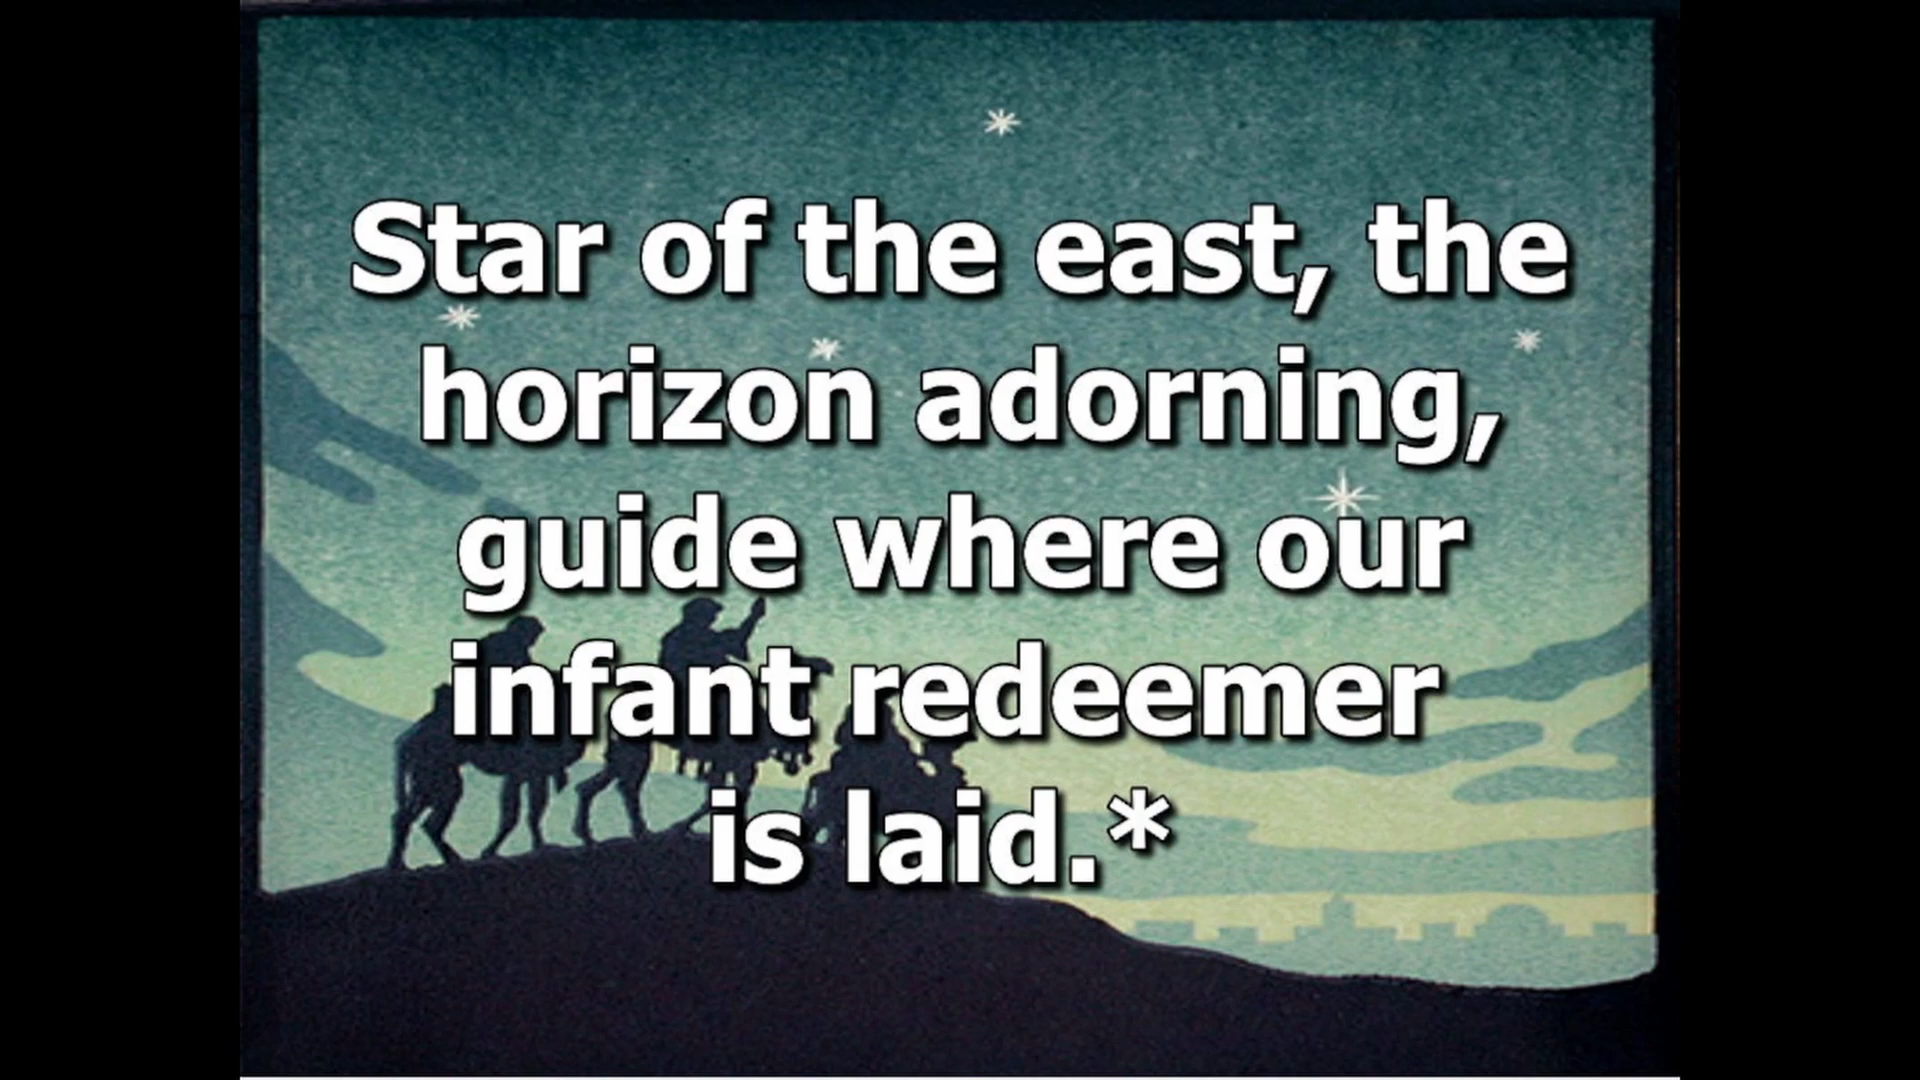 Star of the east, the
horizon adorning,
guide where our
infant redeemer
is laid.*